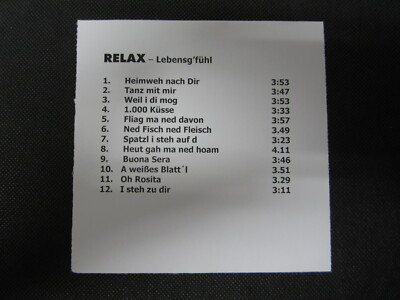 RELAX – Lebensg'fühl
1. Heimweh nach Dir 3:53
2. Tanz mit mir 3:47
3. Weil i di mog 3:53
4. 1.000 Küsse 3:33
5. Fliag ma ned davon 3:57
6. Ned Fisch ned Fleisch 3.49
7. Spatzl i steh auf d 3:23
8. Heut gah ma ned hoam 4.11
9. Buona Sera 3:46
10. A weißes Blatt´l 3.51
11. Oh Rosita 3.29
12. I steh zu dir 3:11